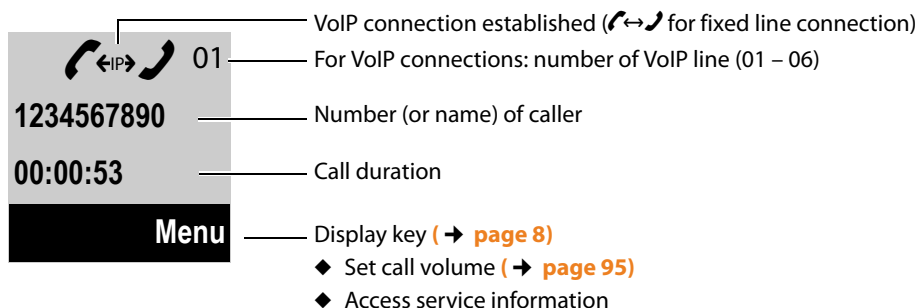 VoIP connection established (↔ for fixed line connection)
IP 01
For VoIP connections: number of VoIP line (01 – 06)
1234567890
Number (or name) of caller
00:00:53
Call duration
Menu
Display key ( ➔ page 8)
◆ Set call volume ( ➔ page 95)
◆ Access service information